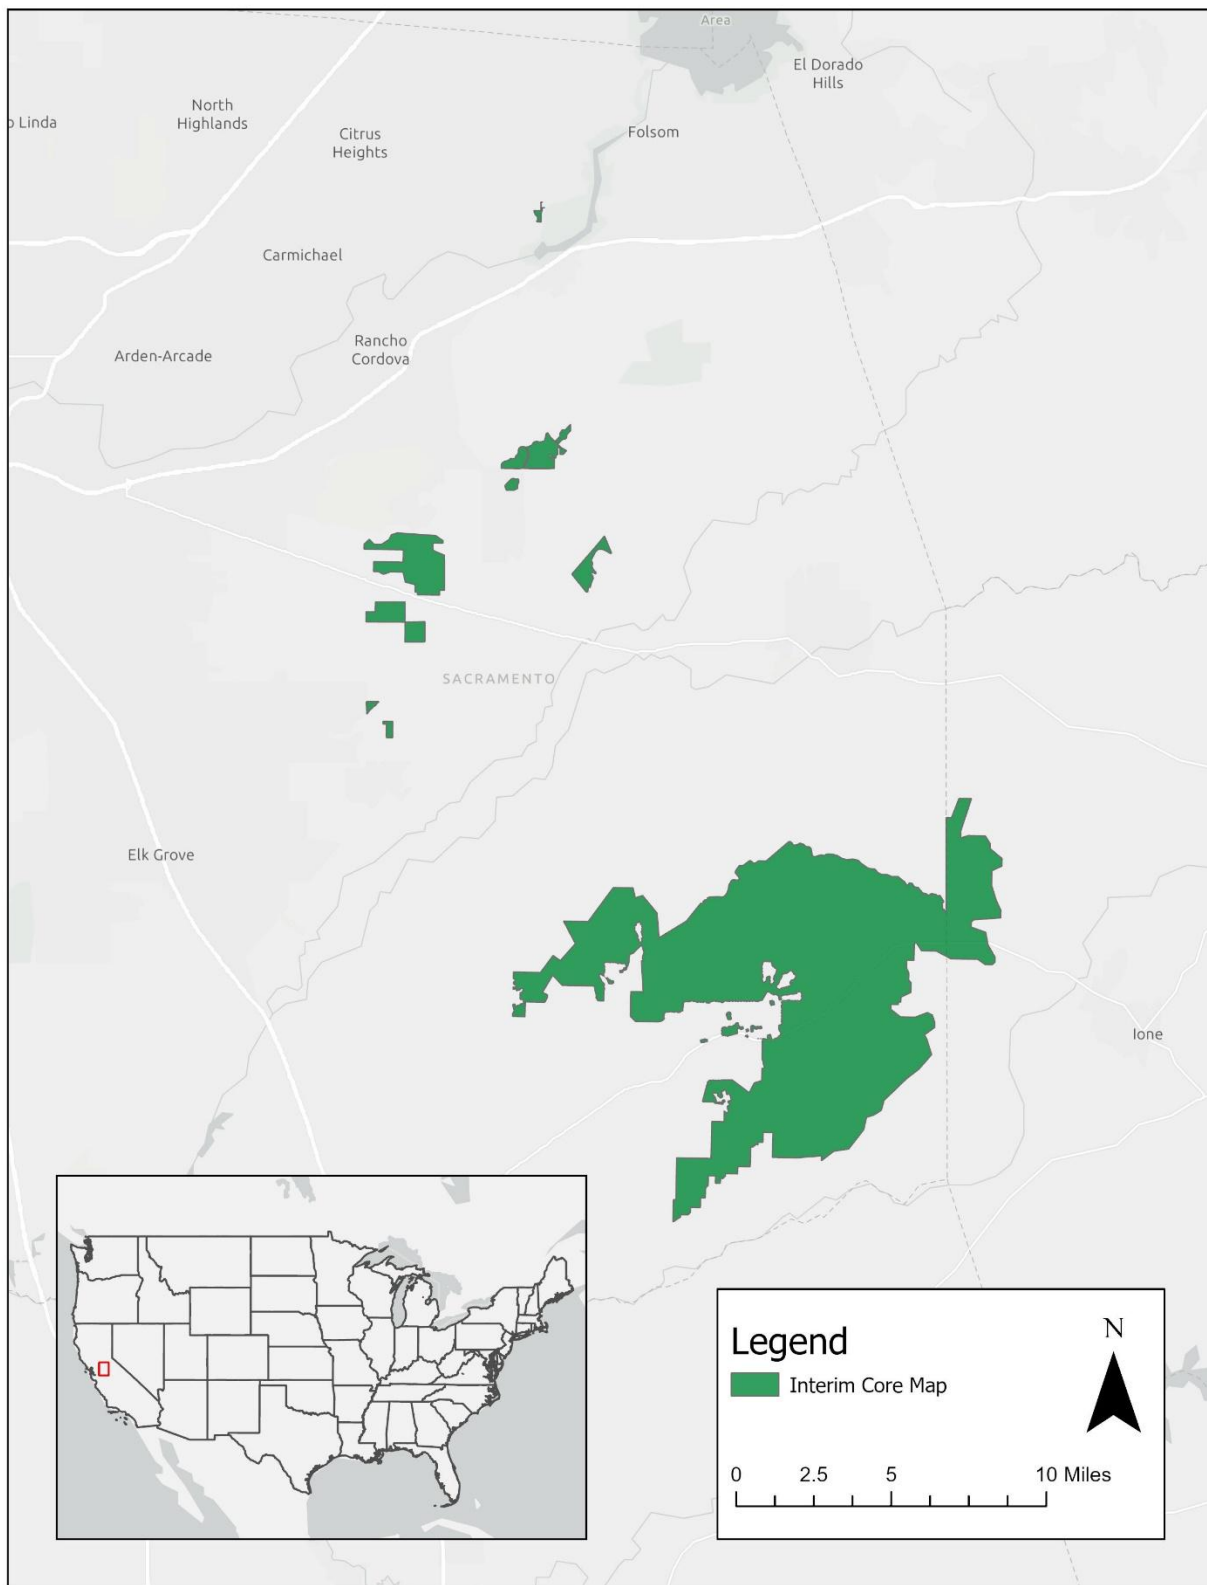 Area
El Dorado
Hills
North
Highlands
o Linda
Citrus
Heights
Folsom
Carmichael
Rancho
Cordova
Arden-Arcade
SACRAMENTO
Elk Grove
Ione
Legend
N
Interim Core Map
0 2.5 5 10 Miles